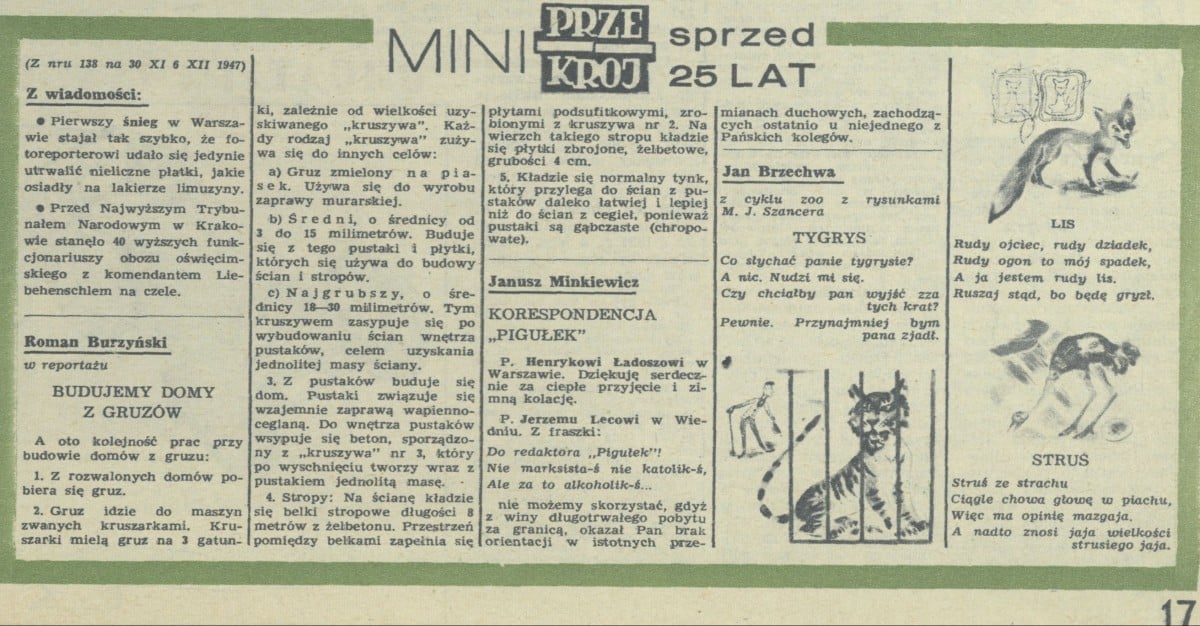 MINI PRZE KROJ sprzed 25 LAT
(Z nru 138 na 30 XI 6 XII 1947)
Z wiadomości:
● Pierwszy śnieg w Warsza-
wie stajał tak szybko, że fo-
toreporterowi udało się jedynie
utrwalić nieliczne płatki, jakie
osiadły na lakierze limuzyny.
● Przed Najwyższym Trybu-
nałem Narodowym w Krako-
wie stanęło 40 wyższych funk-
cjonariuszy obozu oświęcim-
skiego z komendantem Lie-
behenschlem na czele.
Roman Burzyński
w reportażu
BUDUJEMY DOMY
Z GRUZÓW
A oto kolejność prac przy
budowie domów z gruzu:
1. Z rozwalonych domów po-
biera się gruz.
2. Gruz idzie do maszyn
zwanych kruszarkami. Kru-
szarki mielą gruz na 3 gatun-
ki, zależnie od wielkości uzy-
skiwanego „kruszywa”. Każ-
dy rodzaj „kruszywa” zuży-
wa się do innych celów:
a) Gruz zmielony na pia-
sek. Używa się do wyrobu
zaprawy murarskiej.
b) Średni, o średnicy od
3 do 15 milimetrów. Buduje
się z tego pustaki i płytki,
których się używa do budowy
ścian i stropów.
c) Najgrubszy, o śre-
dnicy 18—30 milimetrów. Tym
kruszywem zasypuje się po
wybudowaniu ścian wnętrza
pustaków, celem uzyskania
jednolitej masy ściany.
3. Z pustaków buduje się
dom. Pustaki związuje się
wzajemnie zaprawą wapienno-
ceglaną. Do wnętrza pustaków
wsypuje się beton, sporządzo-
ny z „kruszywa” nr 3, który
po wyschnięciu tworzy wraz z
pustakiem jednolitą masę.
4. Stropy: Na ścianę kładzie
się belki stropowe długości 8
metrów z żelbetonu. Przestrzeń
pomiędzy belkami zapełnia się
płytami podsufitkowymi, zro-
bionymi z kruszywa nr 2. Na
wierzch takiego stropu kładzie
się płytki zbrojone, żelbetowe,
grubości 4 cm.
5. Kładzie się normalny tynk,
który przylega do ścian z pu-
staków daleko łatwiej i lepiej
niż do ścian z cegieł, ponieważ
pustaki są gąbczaste (chropo-
wate).
Janusz Minkiewicz
KORESPONDENCJA
„PIGUŁEK”
P. Henrykowi Ładoszowi w
Warszawie. Dziękuję serdecz-
nie za ciepłe przyjęcie i zi-
mną kolację.
P. Jerzemu Lecowi w Wie-
dniu. Z fraszki:
Do redaktora „Pigułek”!
Nie marksista-ś nie katolik-ś,
Ale za to alkoholik-ś...
nie możemy skorzystać, gdyż
z winy długotrwałego pobytu
za granicą, okazał Pan brak
orientacji w istotnych prze-
mianach duchowych, zachodzą-
cych ostatnio u niejednego z
Pańskich kolegów.
Jan Brzechwa
z cyklu zoo z rysunkami
M. J. Szancera
TYGRYS
Co słychać panie tygrysie?
A nic. Nudzi mi się.
Czy chciałby pan wyjść zza
tych krat?
Pewnie. Przynajmniej bym
pana zjadł.
LIS
Rudy ojciec, rudy dziadek,
Rudy ogon to mój spadek,
A ja jestem rudy lis.
Ruszaj stąd, bo będę gryzł.
STRUŚ
Struś ze strachu
Ciągle chowa głowę w piachu,
Więc ma opinię mazgaja.
A nadto znosi jaja wielkości
strusiego jaja.
17